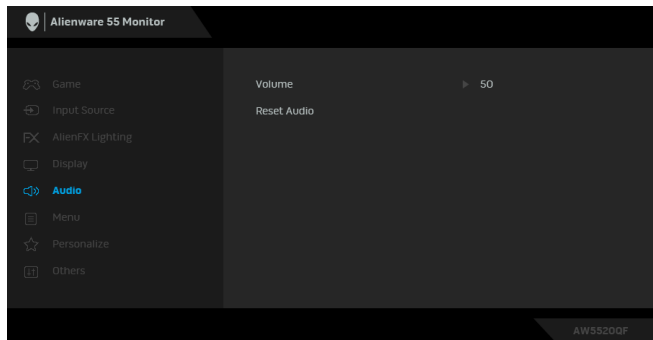 Alienware 55 Monitor
Game
Volume 50
Input Source
Reset Audio
AlienFX Lighting
Display
Audio
Menu
Personalize
Others
AW5520QF